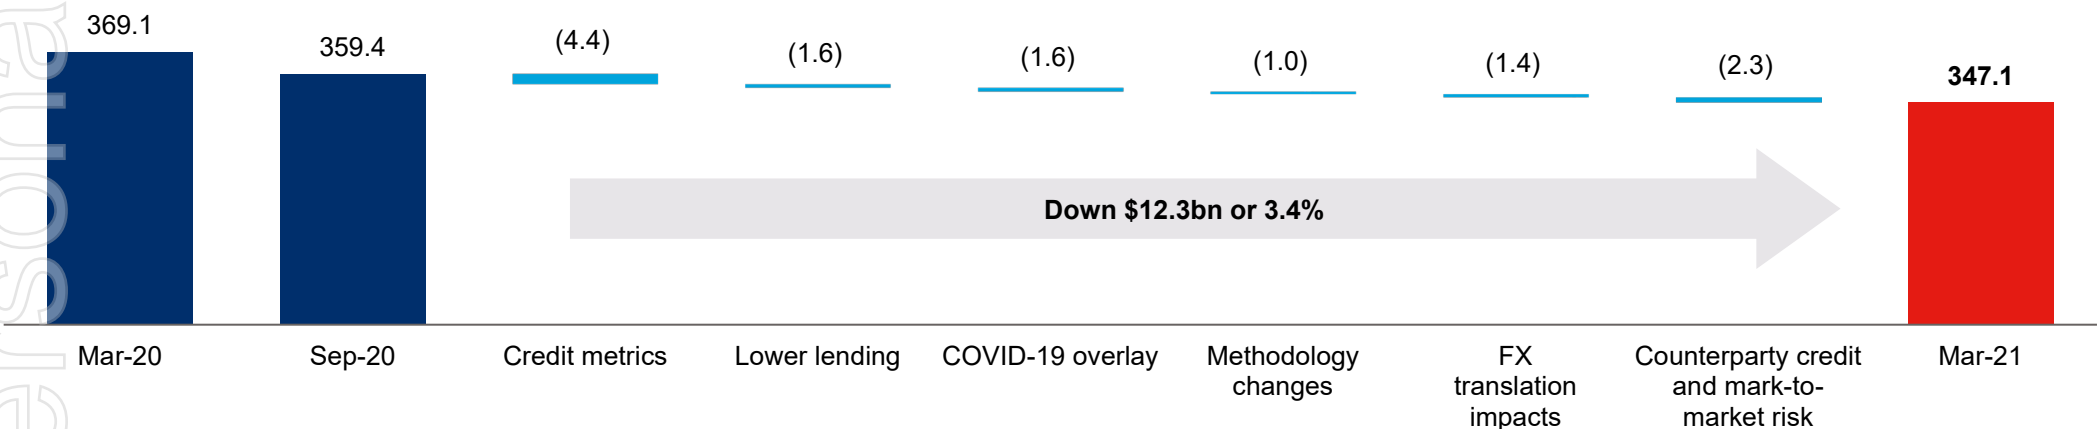 369.1
359.4
(4.4)
(1.6)
(1.6)
(1.0)
(1.4)
(2.3)
347.1
Down $12.3bn or 3.4%
Mar-20
Sep-20
Credit metrics
Lower lending
COVID-19 overlay
Methodology
changes
FX
translation
impacts
Counterparty credit
and mark-to-
market risk
Mar-21
ersona